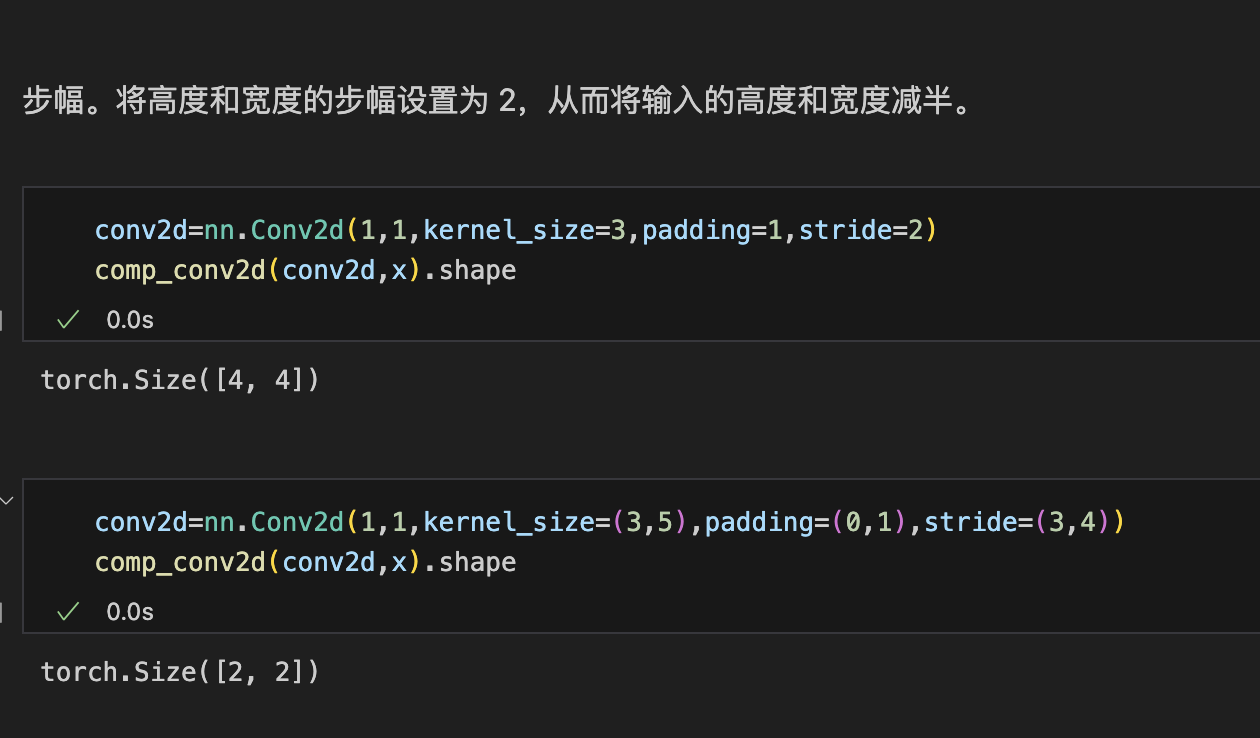 步幅。将高度和宽度的步幅设置为 2，从而将输入的高度和宽度减半。
conv2d=nn.Conv2d(1,1,kernel_size=3,padding=1,stride=2)
comp_conv2d(conv2d,x).shape
✓ 0.0s
torch.Size([4, 4])
conv2d=nn.Conv2d(1,1,kernel_size=(3,5),padding=(0,1),stride=(3,4))
comp_conv2d(conv2d,x).shape
✓ 0.0s
torch.Size([2, 2])